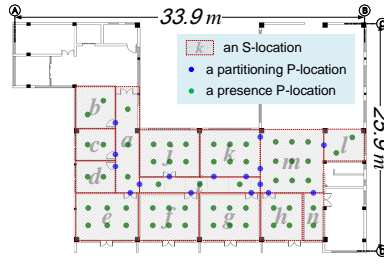 A
33.9 m
B
C
k an S-location
a partitioning P-location
a presence P-location
25.9 m
b
a
c
d
j
k
m
l
e
f
g
h
n